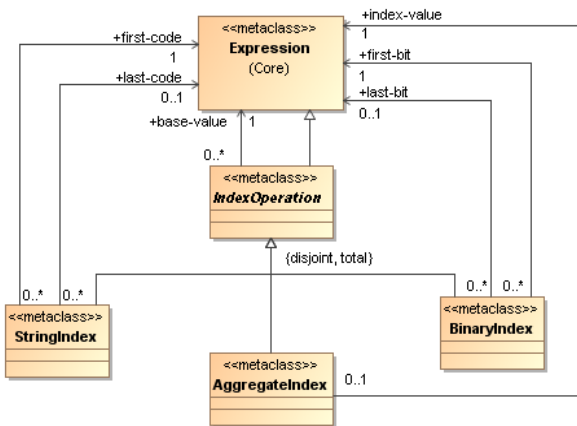 <<metaclass>>
Expression
(Core)
+index-value
1
+first-code
1
+first-bit
1
+last-code
0..1
+last-bit
0..1
+base-value
1
0..*
<<metaclass>>
IndexOperation
{disjoint, total}
0..*
0..*
0..*
0..*
<<metaclass>>
StringIndex
<<metaclass>>
BinaryIndex
<<metaclass>>
AggregateIndex
0..1